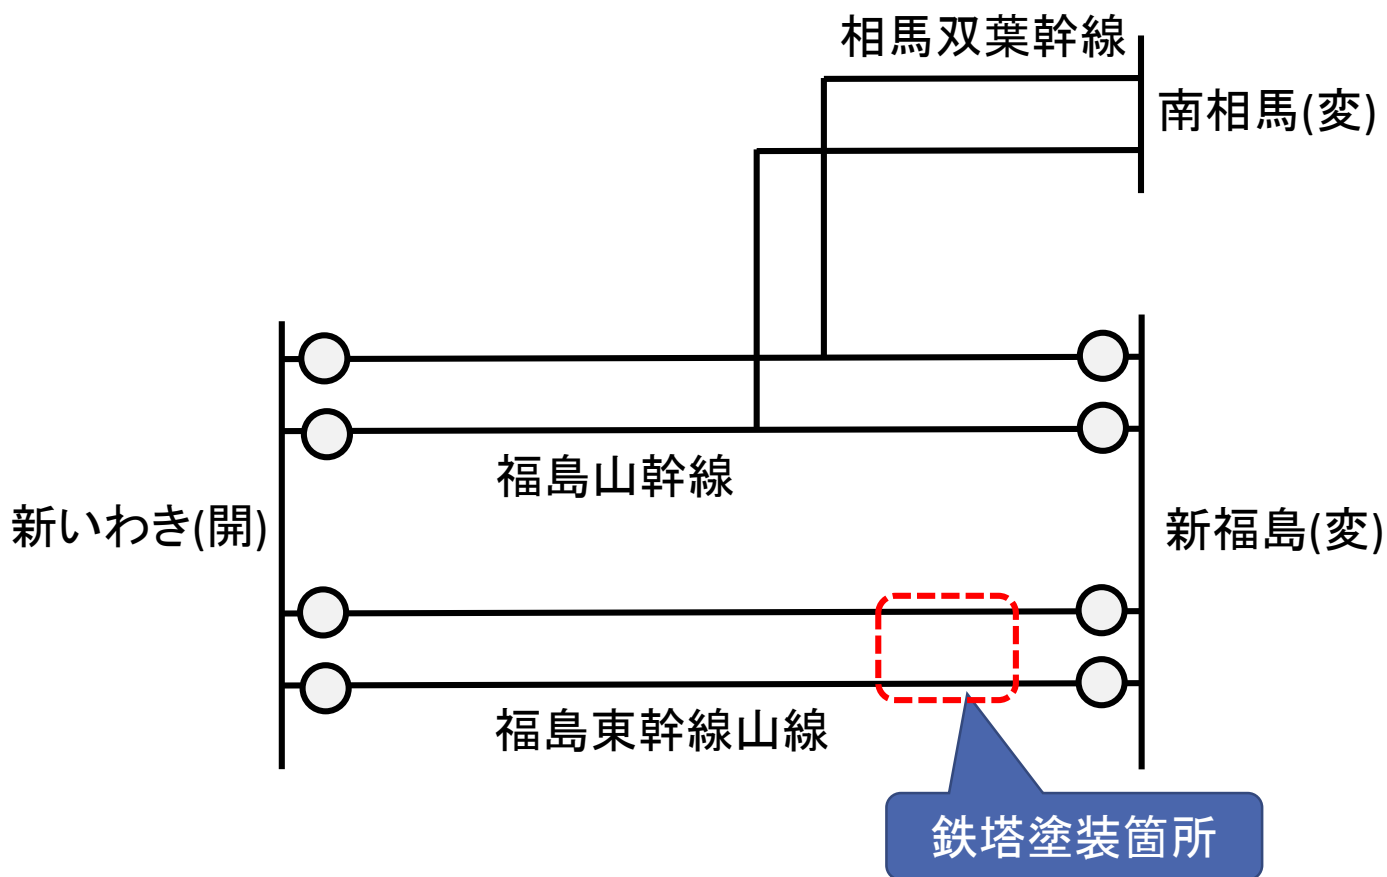 相馬双葉幹線
南相馬(変)
福島山幹線
新いわき(開)
新福島(変)
福島東幹線山線
鉄塔塗装箇所